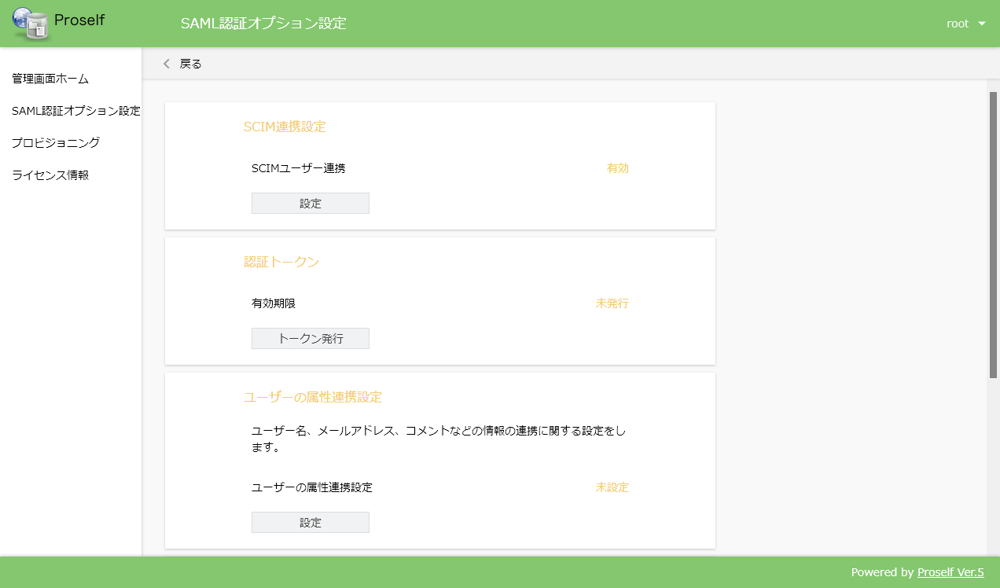 Proself
SAML認証オプション設定
root
管理画面ホーム
SAML認証オプション設定
プロビジョニング
ライセンス情報
戻る
SCIM連携設定
SCIMユーザー連携
有効
設定
認証トークン
有効期限
未発行
トークン発行
ユーザーの属性連携設定
ユーザー名、メールアドレス、コメントなどの情報の連携に関する設定をし
ます。
ユーザーの属性連携設定
未設定
設定
Powered by Proself Ver.5